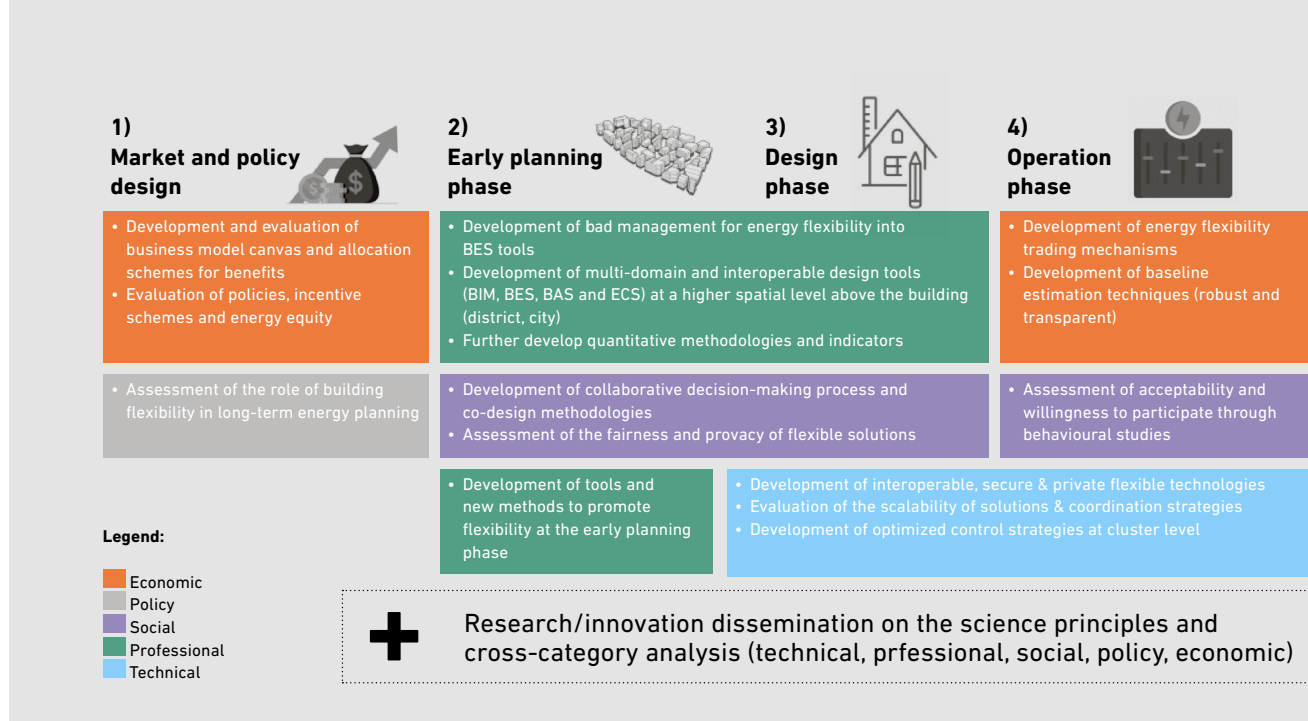 1)
Market and policy
design
2)
Early planning
phase
3)
Design
phase
4)
Operation
phase
• Development and evaluation of
business model canvas and allocation
schemes for benefits
• Evaluation of policies, incentive
schemes and energy equity
• Development of bad management for energy flexibility into
BES tools
• Development of multi-domain and interoperable design tools
(BIM, BES, BAS and ECS) at a higher spatial level above the building
(district, city)
• Further develop quantitative methodologies and indicators
• Development of energy flexibility
trading mechanisms
• Development of baseline
estimation techniques (robust and
transparent)
• Assessment of the role of building
flexibility in long-term energy planning
• Development of collaborative decision-making process and
co-design methodologies
• Assessment of the fairness and provacy of flexible solutions
• Assessment of acceptability and
willingness to participate through
behavioural studies
• Development of tools and
new methods to promote
flexibility at the early planning
phase
• Development of interoperable, secure & private flexible technologies
• Evaluation of the scalability of solutions & coordination strategies
• Development of optimized control strategies at cluster level
Legend:
Economic
Policy
Social
Professional
Technical
Research/innovation dissemination on the science principles and
cross-category analysis (technical, prfessional, social, policy, economic)